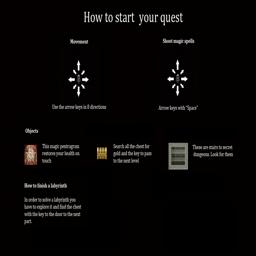 How to start your quest
Movement
Shoot magic spells
Use the arrow keys in 8 directions
Arrow keys with "Space"
Objects
This magic pentragram
restores your health on
touch
Search all the chest for
gold and the key to pass
to the next level
These are stairs to secret
dungeons. Look for them
How to finish a labyrinth
In order to solve a labyrinth you
have to explore it and find the chest
with the key to the door to the next
part.